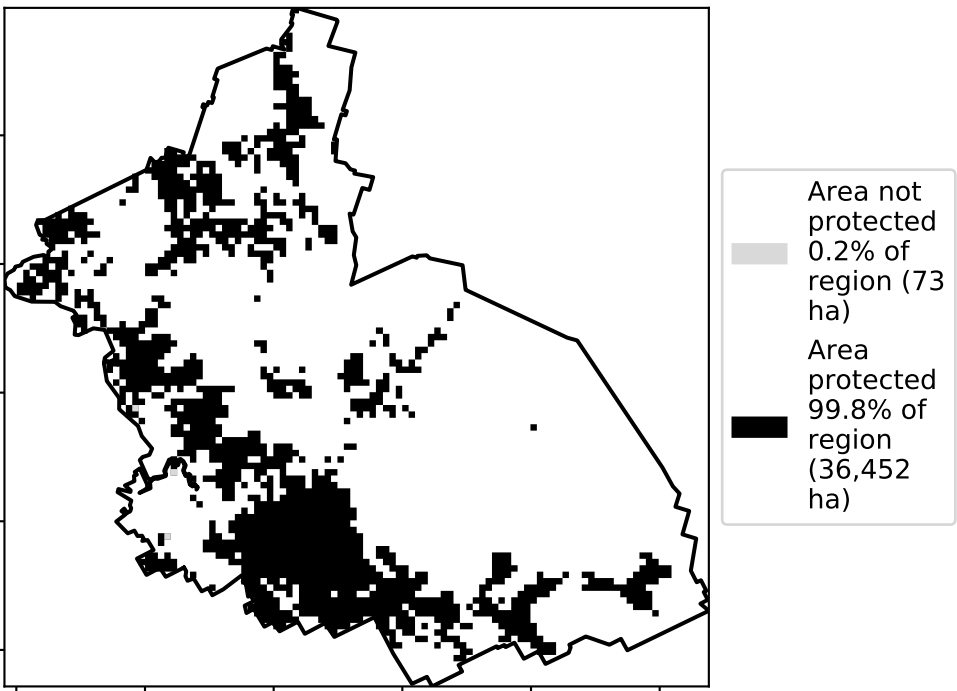 Area not
protected
0.2% of
region (73
ha)
Area
protected
99.8% of
region
(36,452
ha)